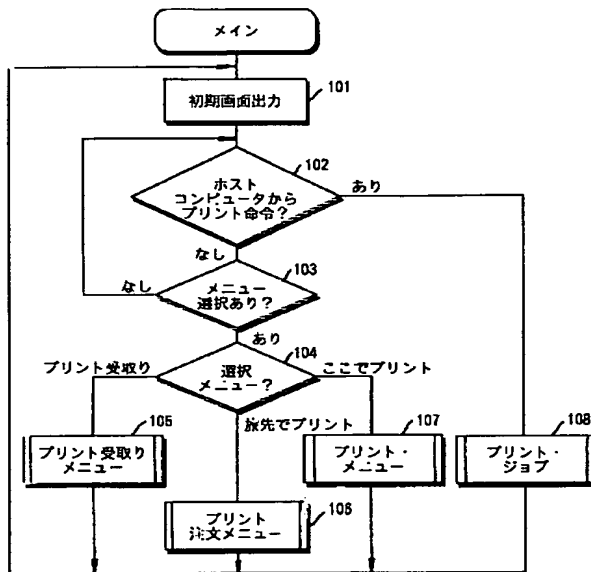 メイン
初期画面出力
101
102
ホスト
コンピュータから
プリント命令?
あり
なし
103
メニュー
選択あり?
なし
あり
104
選択
メニュー?
プリント受取り
ここでプリント
旅先でプリント
105
プリント受取り
メニュー
107
プリント・
メニュー
108
プリント・
ジョブ
プリント
注文メニュー
106